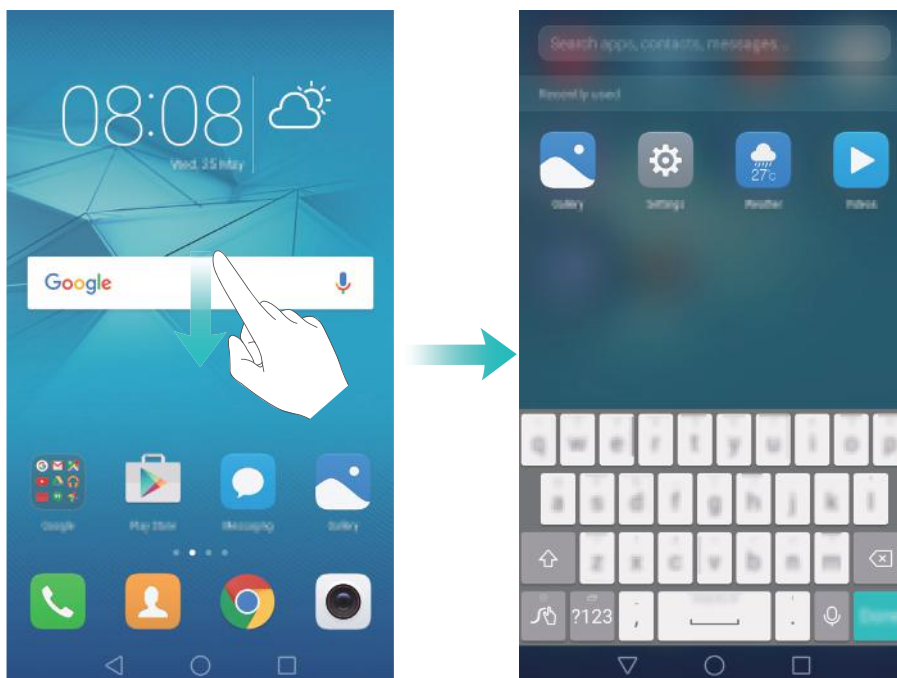 08:08
Wed, 25 May
Google
Google
Play Store
Messaging
Gallery
Search apps, contacts, messages...
Recently used
27°c
Gallery
Settings
Weather
Videos
q w e r t y u i o p
a s d f g h j k l
z x c v b n m
?123 , .
Done